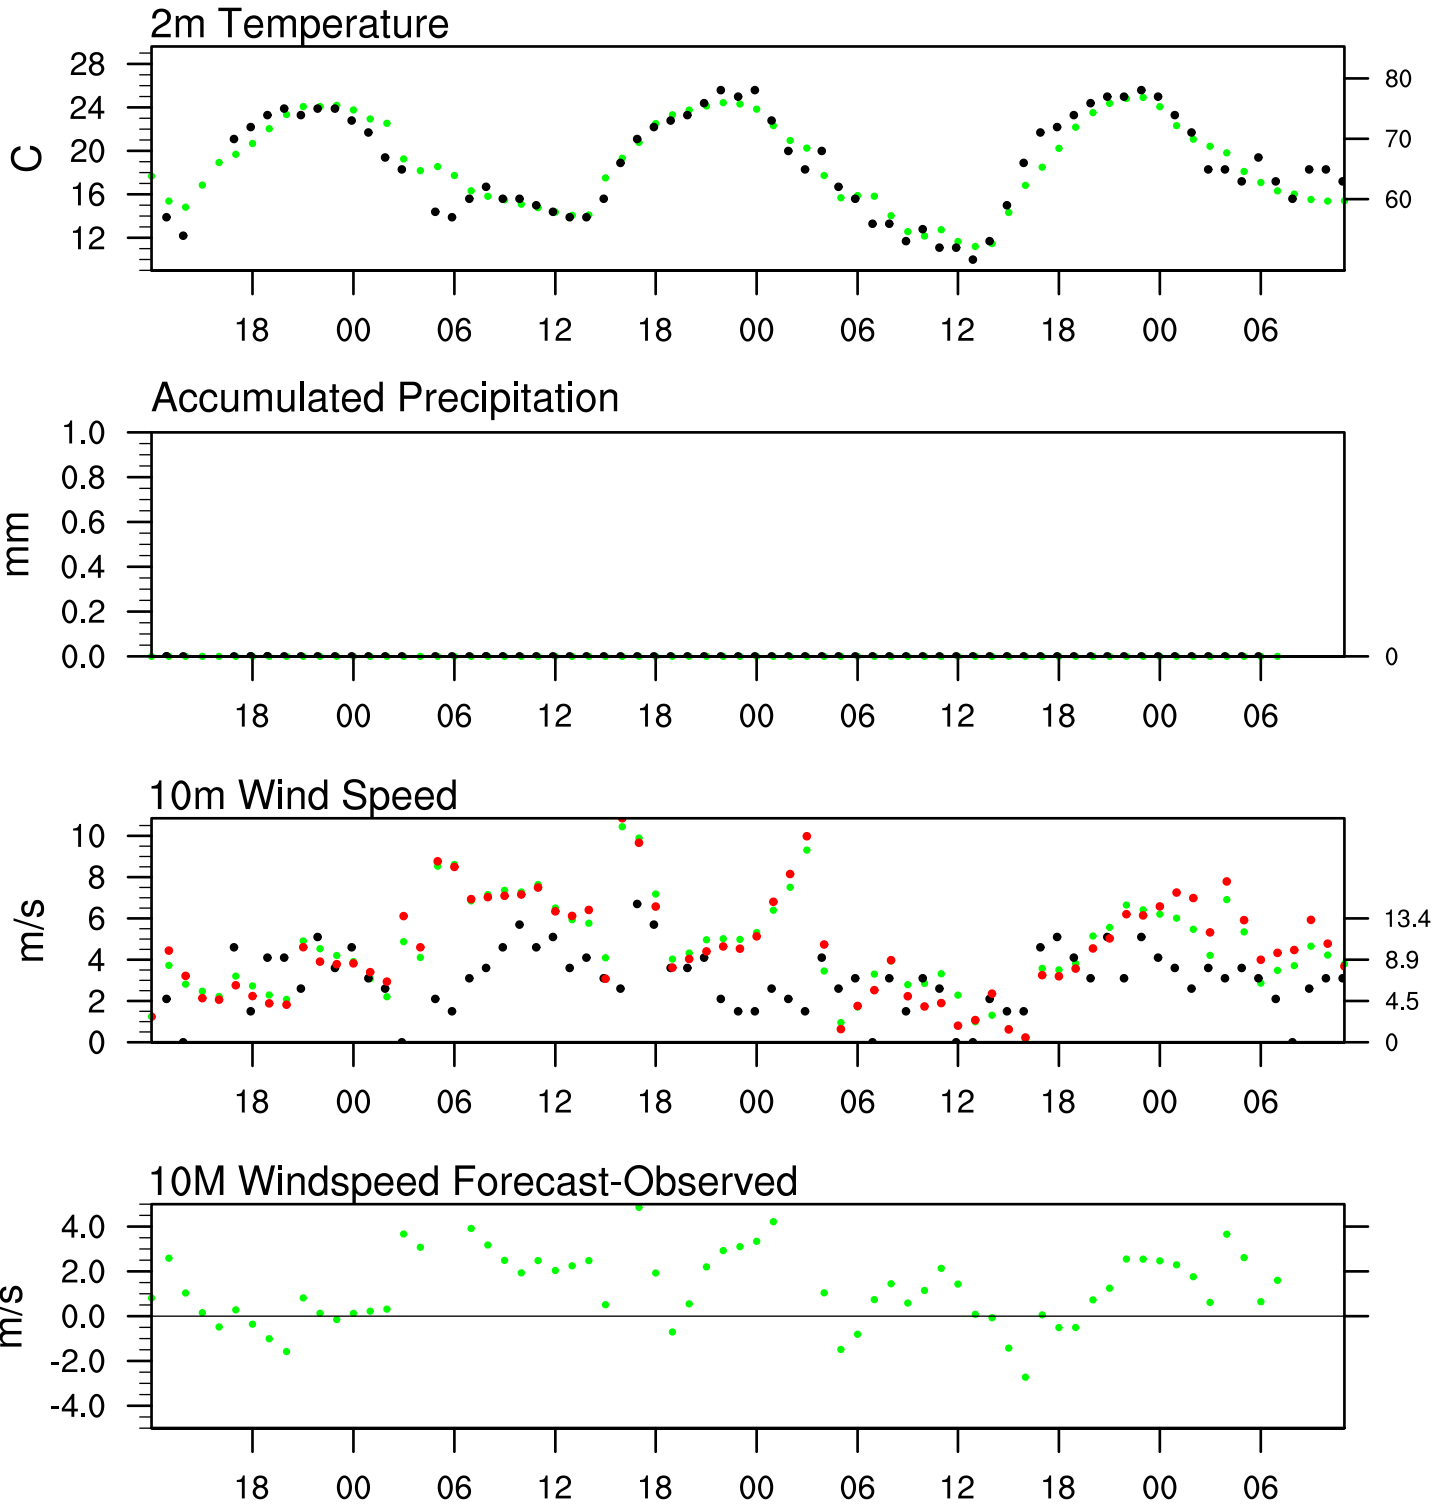 2m Temperature
28
24
20
16
12
C
80
70
60
18 00 06 12 18 00 06 12 18 00 06
Accumulated Precipitation
1.0
0.8
0.6
0.4
0.2
0.0
mm
0
18 00 06 12 18 00 06 12 18 00 06
10m Wind Speed
10
8
6
4
2
0
m/s
13.4
8.9
4.5
0
18 00 06 12 18 00 06 12 18 00 06
10M Windspeed Forecast-Observed
4.0
2.0
0.0
-2.0
-4.0
m/s
18 00 06 12 18 00 06 12 18 00 06